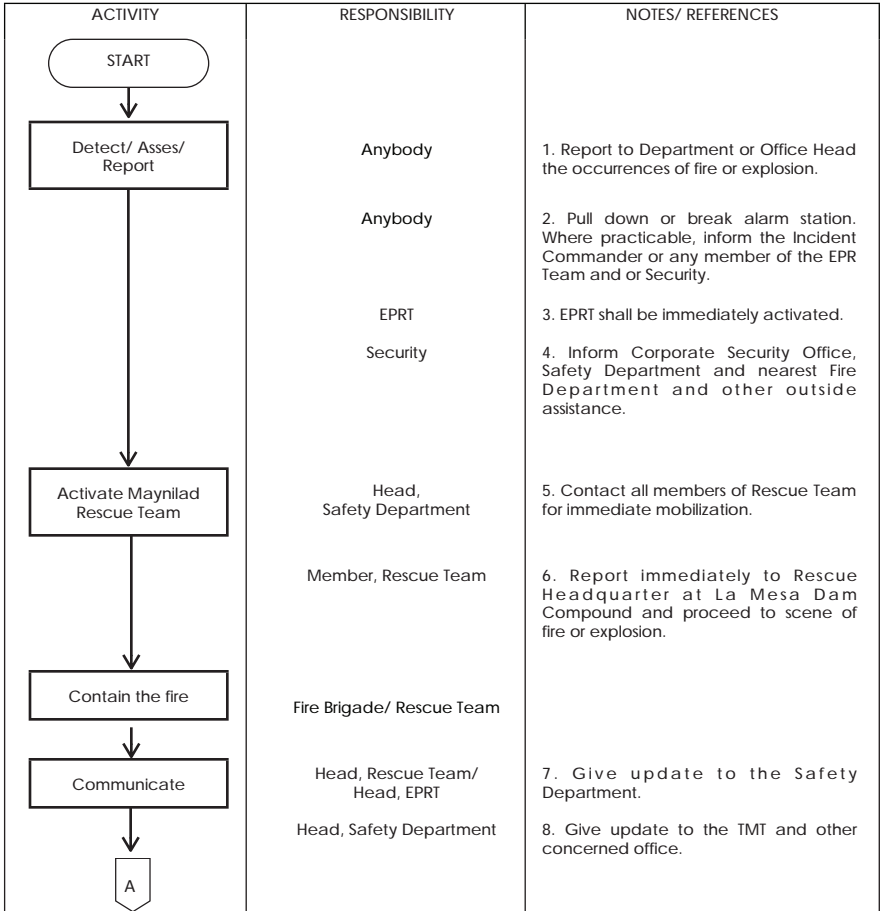 ACTIVITY RESPONSIBILITY NOTES/ REFERENCES
START
Detect/ Asses/
Report
Anybody
1. Report to Department or Office Head
the occurrences of fire or explosion.
Anybody
2. Pull down or break alarm station.
Where practicable, inform the Incident
Commander or any member of the EPR
Team and or Security.
EPRT
3. EPRT shall be immediately activated.
Security
4. Inform Corporate Security Office,
Safety Department and nearest Fire
Department and other outside
assistance.
Activate Maynilad
Rescue Team
Head,
Safety Department
5. Contact all members of Rescue Team
for immediate mobilization.
Member, Rescue Team
6. Report immediately to Rescue
Headquarter at La Mesa Dam
Compound and proceed to scene of
fire or explosion.
Contain the fire
Fire Brigade/ Rescue Team
Communicate
Head, Rescue Team/
Head, EPRT
7. Give update to the Safety
Department.
Head, Safety Department
8. Give update to the TMT and other
concerned office.
A